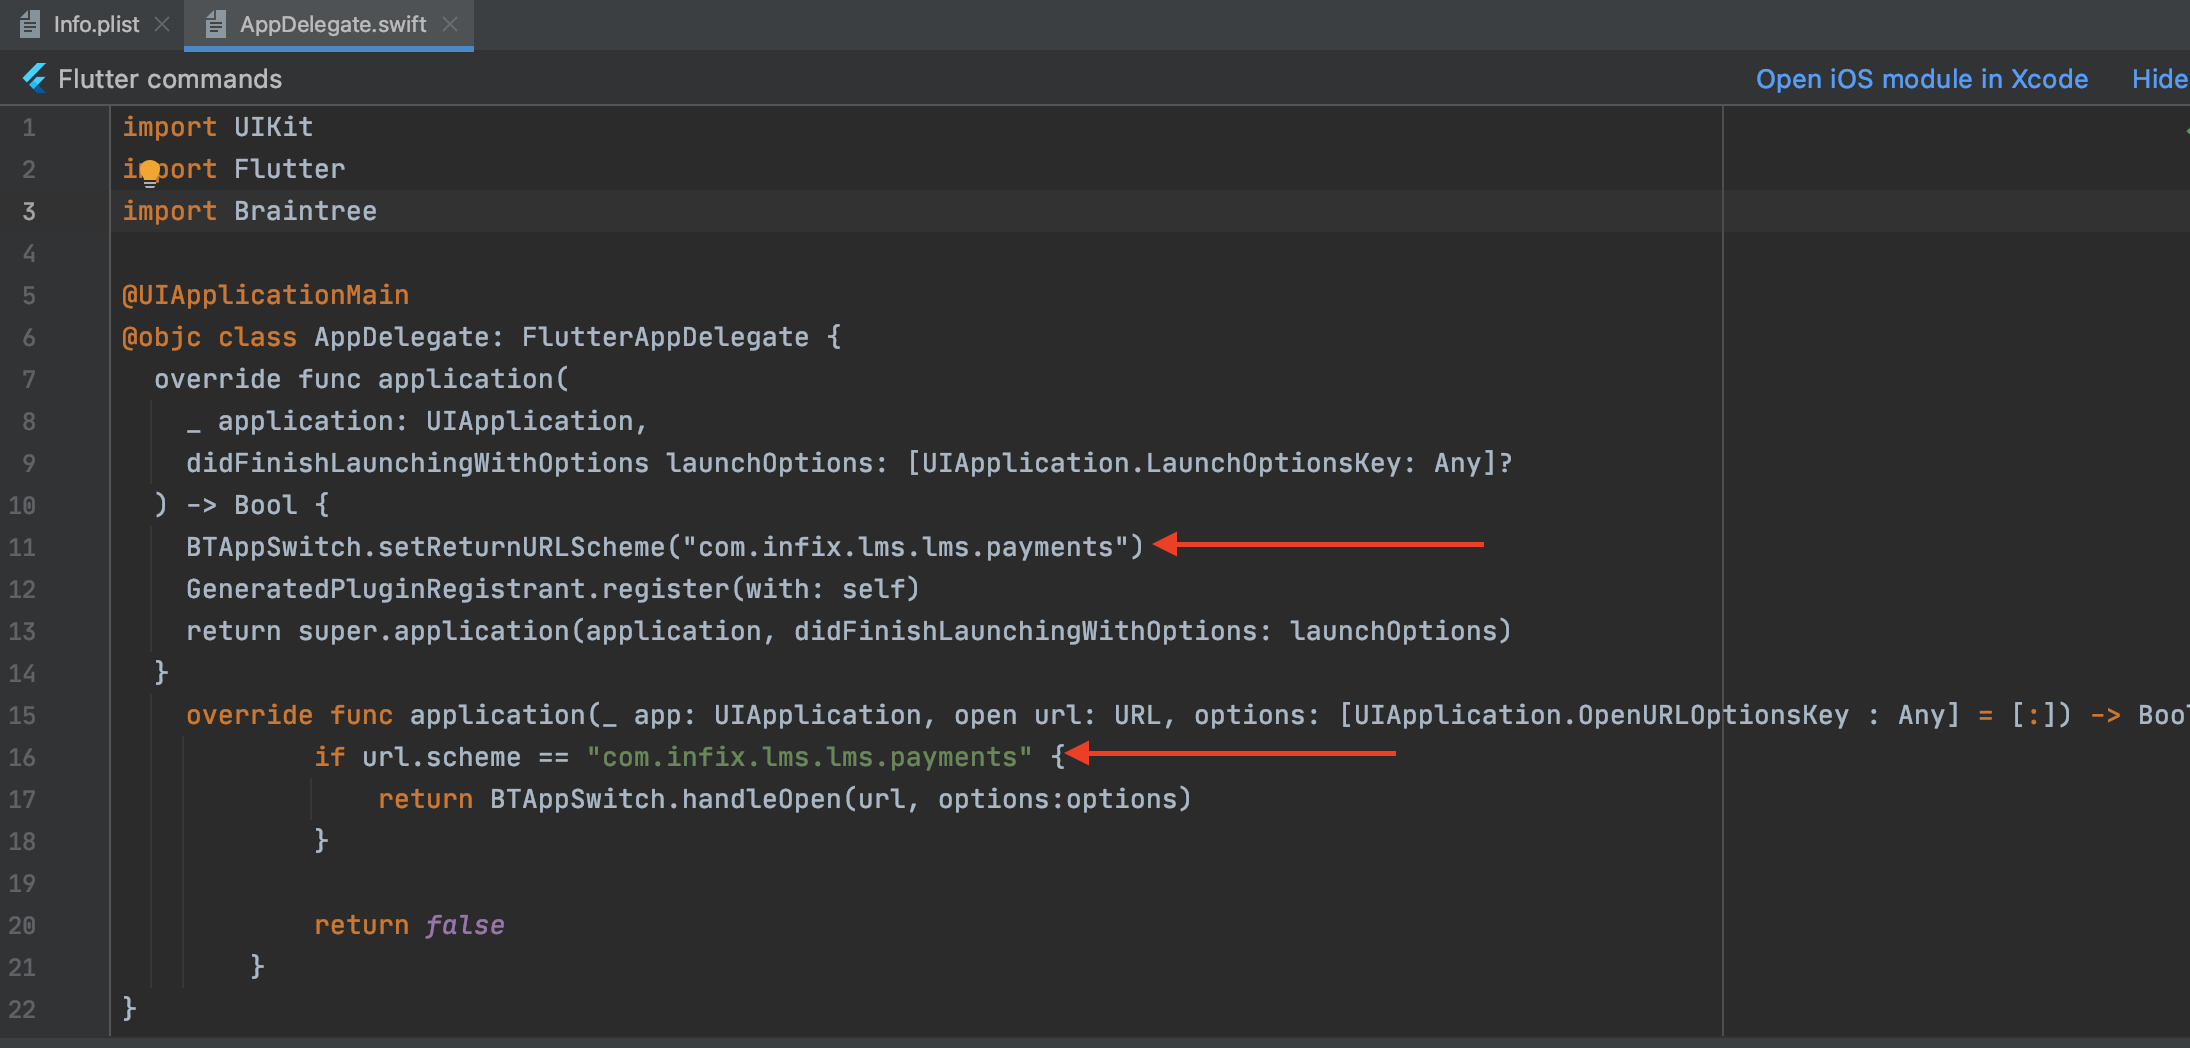 Info.plist AppDelegate.swift
Flutter commands Open iOS module in Xcode Hide
1 import UIKit
2 import Flutter
3 import Braintree
4
5 @UIApplicationMain
6 @objc class AppDelegate: FlutterAppDelegate {
7 override func application(
8 _ application: UIApplication,
9 didFinishLaunchingWithOptions launchOptions: [UIApplication.LaunchOptionsKey: Any]?
10 ) -> Bool {
11 BTAppSwitch.setReturnURLScheme("com.infix.lms.lms.payments")
12 GeneratedPluginRegistrant.register(with: self)
13 return super.application(application, didFinishLaunchingWithOptions: launchOptions)
14 }
15 override func application(_ app: UIApplication, open url: URL, options: [UIApplication.OpenURLOptionsKey : Any] = [:]) -> Bool
16 if url.scheme == "com.infix.lms.lms.payments" {
17 return BTAppSwitch.handleOpen(url, options:options)
18 }
19
20 return false
21 }
22 }